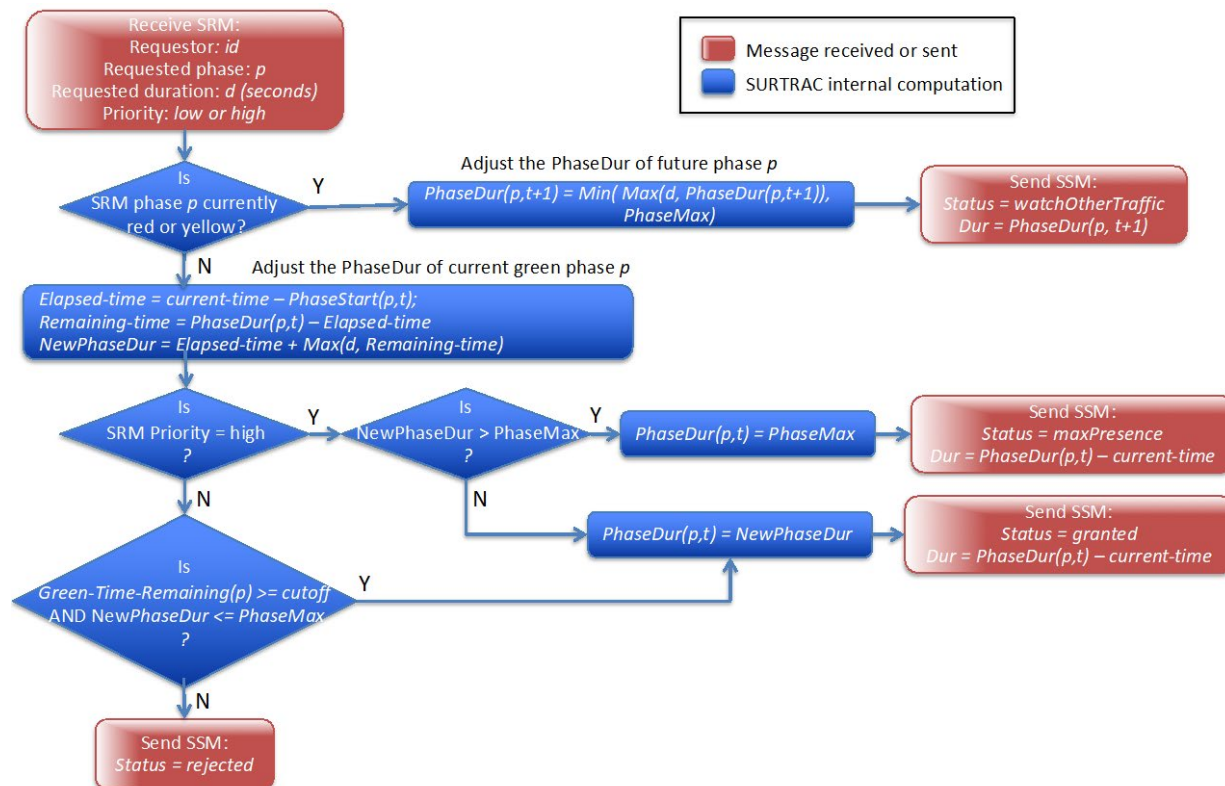 Receive SRM:
Requestor: id
Requested phase: p
Requested duration: d (seconds)
Priority: low or high
Message received or sent
SURTRAC internal computation
Is
SRM phase p currently
red or yellow?
Y
Adjust the PhaseDur of future phase p
PhaseDur(p,t+1) = Min( Max(d, PhaseDur(p,t+1)),
PhaseMax)
Send SSM:
Status = watchOtherTraffic
Dur = PhaseDur(p, t+1)
N
Adjust the PhaseDur of current green phase p
Elapsed-time = current-time – PhaseStart(p,t);
Remaining-time = PhaseDur(p,t) – Elapsed-time
NewPhaseDur = Elapsed-time + Max(d, Remaining-time)
Is
SRM Priority = high
?
Y
Is
NewPhaseDur > PhaseMax
?
Y
PhaseDur(p,t) = PhaseMax
Send SSM:
Status = maxPresence
Dur = PhaseDur(p,t) – current-time
N
N
PhaseDur(p,t) = NewPhaseDur
Send SSM:
Status = granted
Dur = PhaseDur(p,t) – current-time
Is
Green-Time-Remaining(p) >= cutoff
AND NewPhaseDur <= PhaseMax
?
Y
N
Send SSM:
Status = rejected